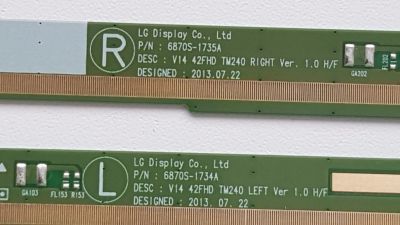 R
LG Display Co., Ltd
P/N : 6870S-1735A
DESC : V14 42FHD TM240 RIGHT Ver. 1.0 H/F
DESIGNED : 2013.07.22
GA202
FL202
L
LG Display Co., Ltd
P/N : 6870S-1734A
DESC : V14 42FHD TM240 LEFT Ver 1.0 H/F
DESIGNED : 2013. 07. 22
GA103
FL153
R153